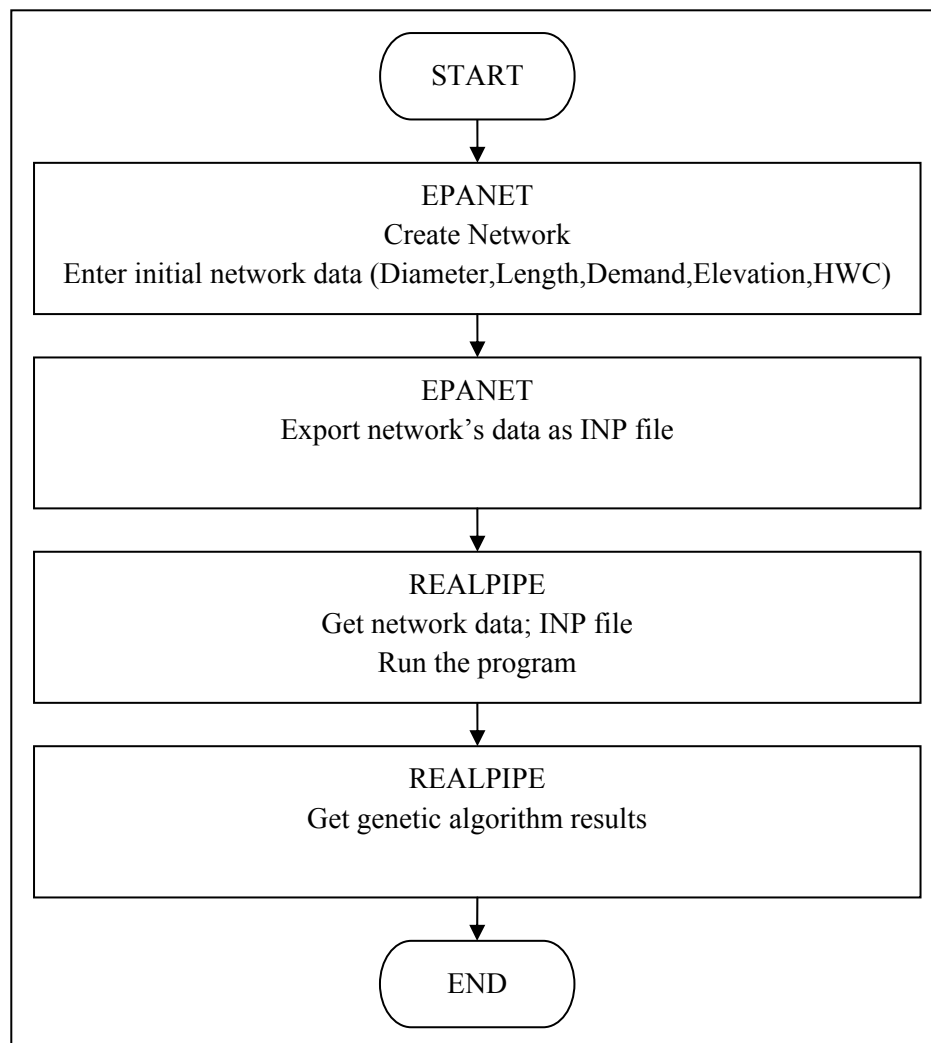 START
EPANET
Create Network
Enter initial network data (Diameter,Length,Demand,Elevation,HWC)
EPANET
Export network’s data as INP file
REALPIPE
Get network data; INP file
Run the program
REALPIPE
Get genetic algorithm results
END